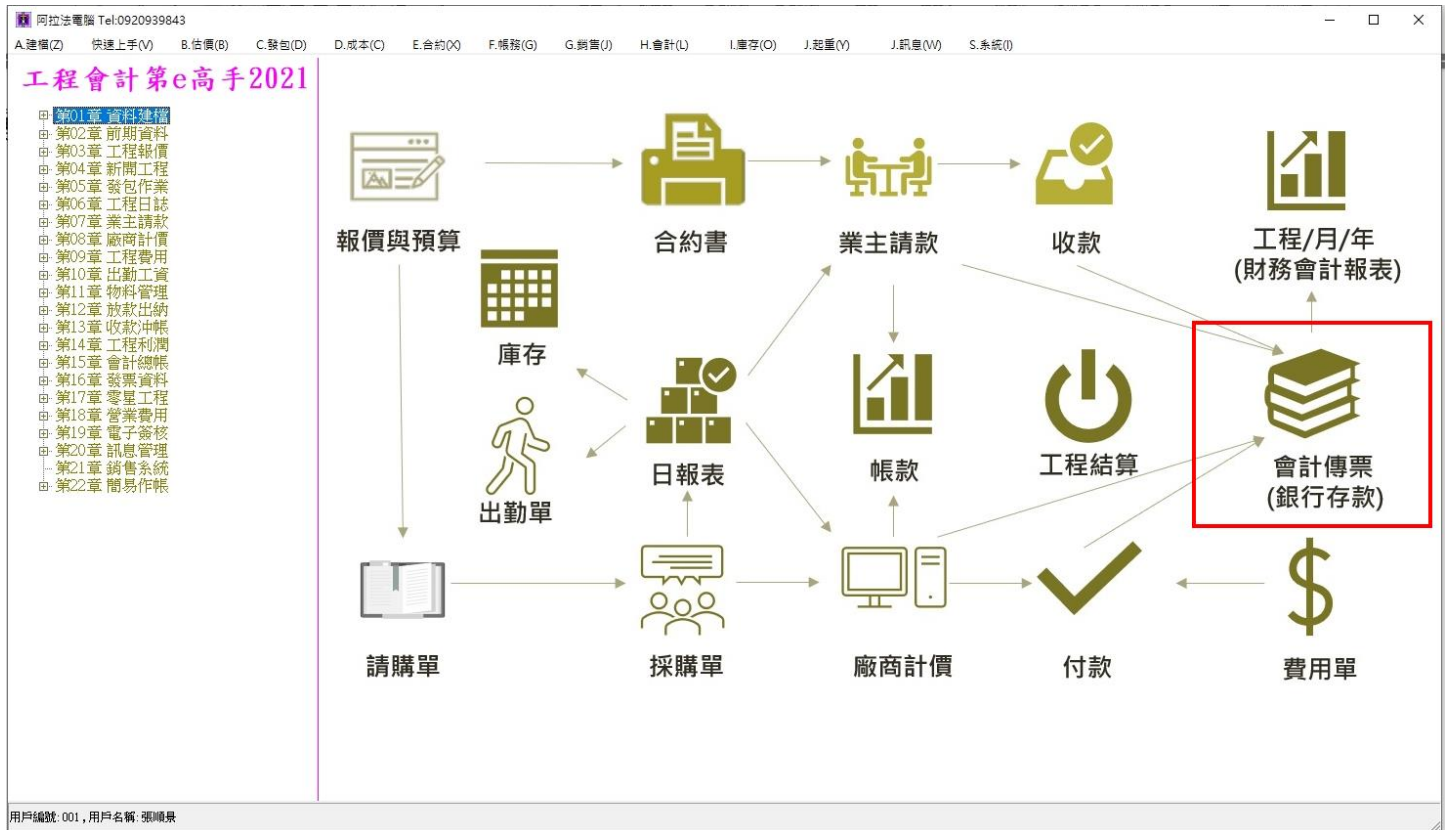 阿拉法電腦 Tel:0920939843
A.建檔(Z) 快速上手(V) B.估價(B) C.發包(D) D.成本(C) E.合約(X) F.帳務(G) G.銷售(J) H.會計(L) I.庫存(O) J.起重(Y) J.訊息(W) S.系統(I)
工程會計第e高手2021
第01章 資料建檔
第02章 前期資料
第03章 工程報價
第04章 新開工程
第05章 發包作業
第06章 工程日誌
第07章 業主請款
第08章 廠商計價
第09章 工程費用
第10章 出勤工資
第11章 物料管理
第12章 放款出納
第13章 收款沖帳
第14章 工程利潤
第15章 會計總帳
第16章 發票資料
第17章 零星工程
第18章 營業費用
第19章 電子簽核
第20章 訊息管理
第21章 銷售系統
第22章 簡易作帳
報價與預算
合約書
業主請款
收款
工程/月/年
(財務會計報表)
庫存
出勤單
日報表
帳款
工程結算
會計傳票
(銀行存款)
請購單
採購單
廠商計價
付款
費用單
用戶編號: 001 , 用戶名稱: 張順景